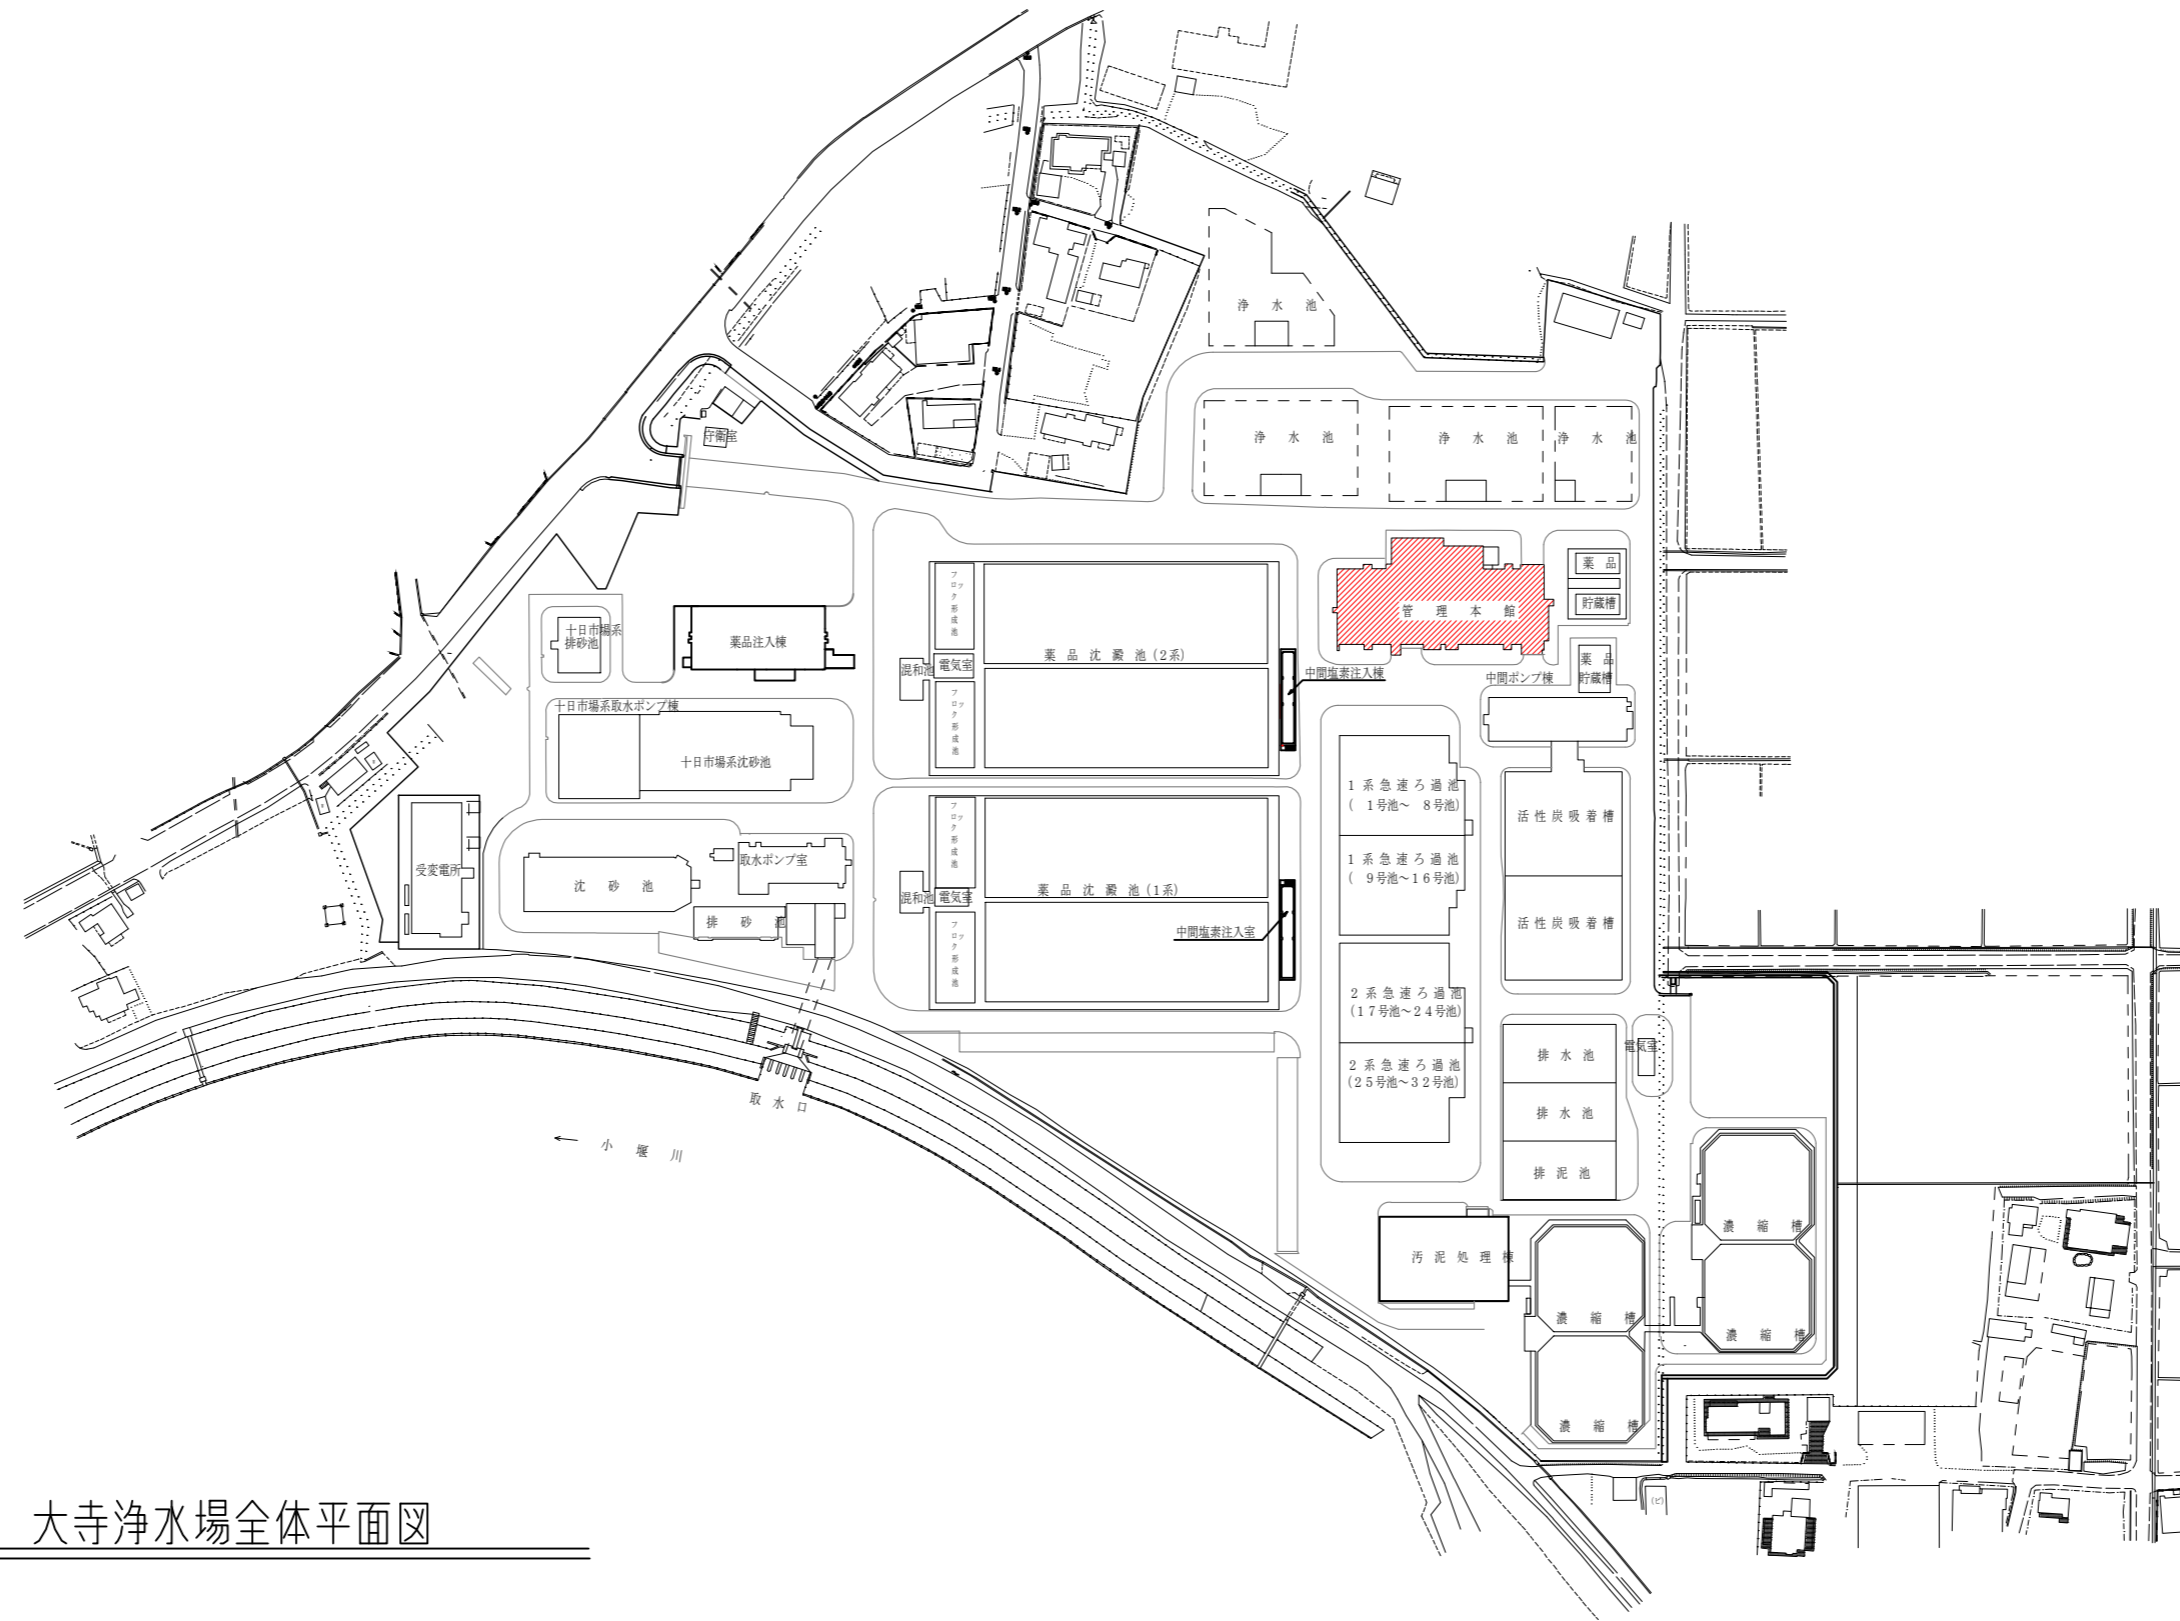 浄水池
守衛室
浄水池
浄水池
浄水池
薬品
貯蔵槽
管理本館
フロック形成池
十日市場系
排砂池
薬品注入棟
薬品沈澱池(2系)
混和池
電気室
中間塩素注入棟
薬品
貯蔵槽
中間ポンプ棟
フロック形成池
十日市場系取水ポンプ棟
十日市場系沈砂池
1系急速ろ過池
(1号池～8号池)
活性炭吸着槽
フロック形成池
1系急速ろ過池
(9号池～16号池)
受変電所
取水ポンプ室
沈砂池
薬品沈澱池(1系)
混和池
電気室
排砂池
活性炭吸着槽
中間塩素注入室
フロック形成池
2系急速ろ過池
(17号池～24号池)
排水池
電気室
2系急速ろ過池
(25号池～32号池)
取水口
排水池
小堰川
排泥池
濃縮槽
汚泥処理棟
濃縮槽
濃縮槽
濃縮槽
(ビ)
大寺浄水場全体平面図